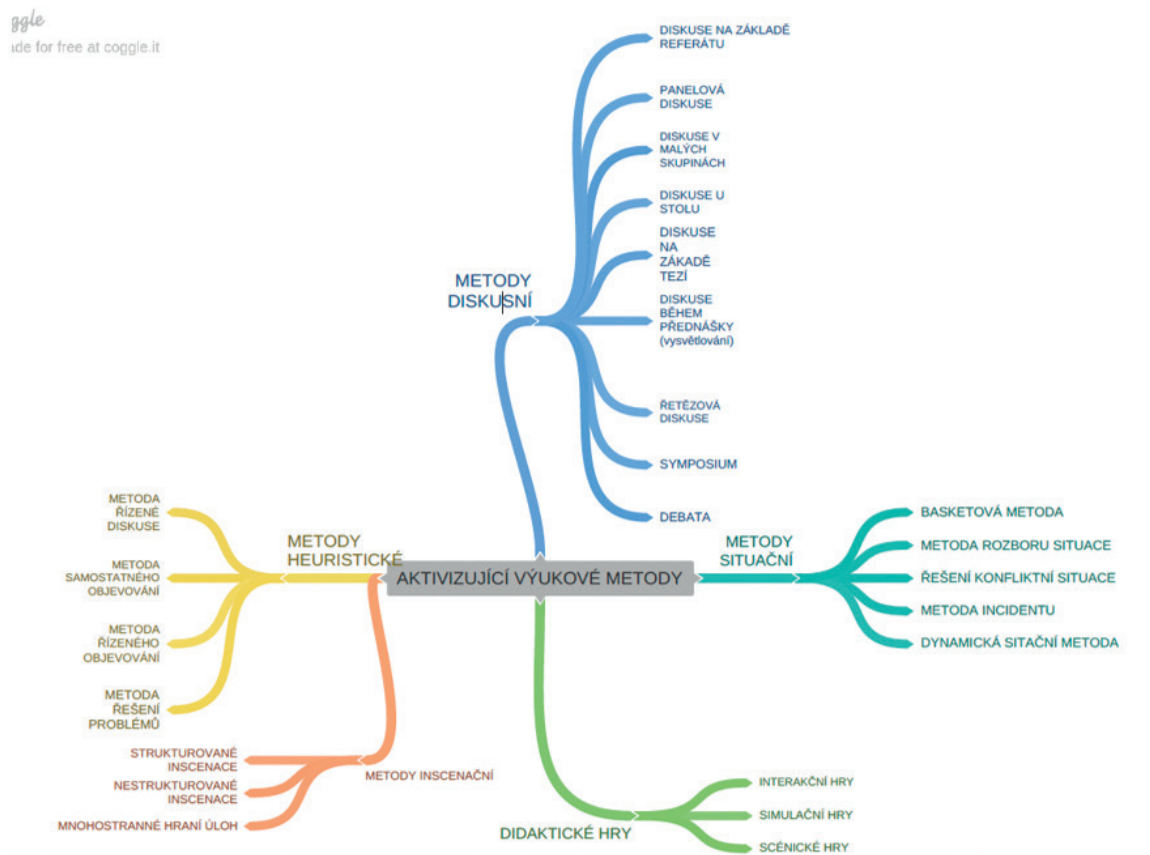 ggle
de for free at coggle.it
DISKUSE NA ZÁKLADĚ
REFERÁTU
PANELOVÁ
DISKUSE
DISKUSE V
MALÝCH
SKUPINÁCH
DISKUSE U
STOLU
DISKUSE
NA
ZÁKADĚ
TEZÍ
METODY
DISKUSNÍ
DISKUSE
BĚHEM
PŘEDNÁŠKY
(vysvětlování)
ŘETĚZOVÁ
DISKUSE
SYMPOSIUM
DEBATA
METODY
SITUAČNÍ
BASKETOVÁ METODA
METODA ROZBORU SITUACE
ŘEŠENÍ KONFLIKTNÍ SITUACE
METODA INCIDENTU
DYNAMICKÁ SITAČNÍ METODA
AKTIVIZUJÍCÍ VÝUKOVÉ METODY
METODY
HEURISTICKÉ
METODA
ŘÍZENÉ
DISKUSE
METODA
SAMOSTATNÉHO
OBJEVOVÁNÍ
METODA
ŘÍZENÉHO
OBJEVOVÁNÍ
METODA
ŘEŠENÍ
PROBLÉMŮ
METODY INSCENAČNÍ
STRUKTUROVANÉ
INSCENACE
NESTRUKTUROVANÉ
INSCENACE
MNOHOSTRANNÉ HRANÍ ÚLOH
DIDAKTICKÉ HRY
INTERAKČNÍ HRY
SIMULAČNÍ HRY
SCÉNICKÉ HRY